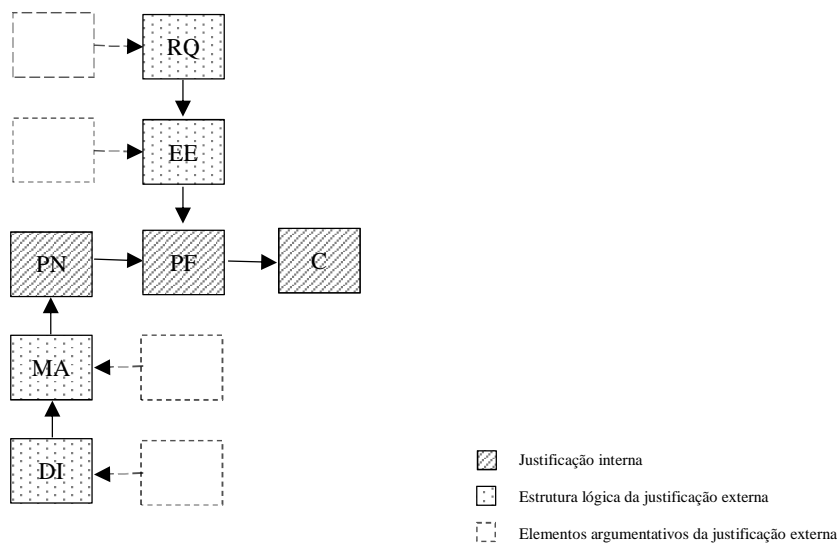 RQ
EE
PN PF C
MA
DI
Justificação interna
Estrutura lógica da justificação externa
Elementos argumentativos da justificação externa